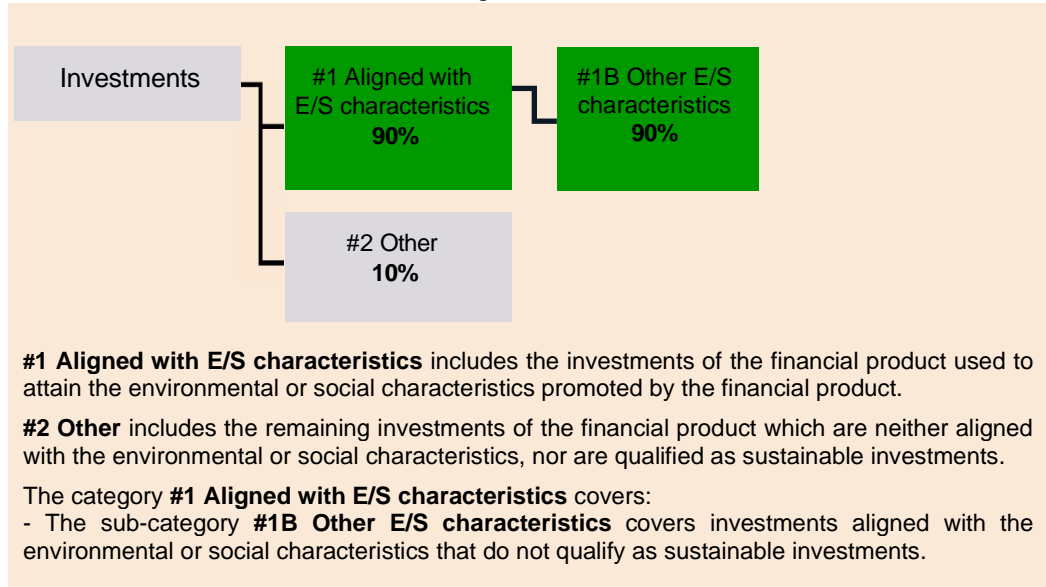 Investments
#1 Aligned with
E/S characteristics
90%
#1B Other E/S
characteristics
90%
#2 Other
10%
#1 Aligned with E/S characteristics includes the investments of the financial product used to
attain the environmental or social characteristics promoted by the financial product.
#2 Other includes the remaining investments of the financial product which are neither aligned
with the environmental or social characteristics, nor are qualified as sustainable investments.
The category #1 Aligned with E/S characteristics covers:
- The sub-category #1B Other E/S characteristics covers investments aligned with the
environmental or social characteristics that do not qualify as sustainable investments.